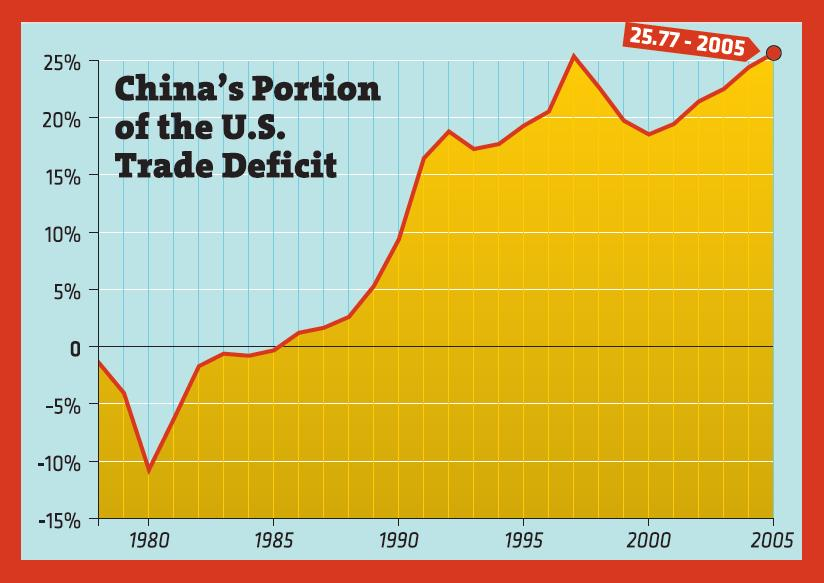 25.77 - 2005
China's Portion
of the U.S.
Trade Deficit
25%
20%
15%
10%
5%
0
-5%
-10%
-15%
1980 1985 1990 1995 2000 2005